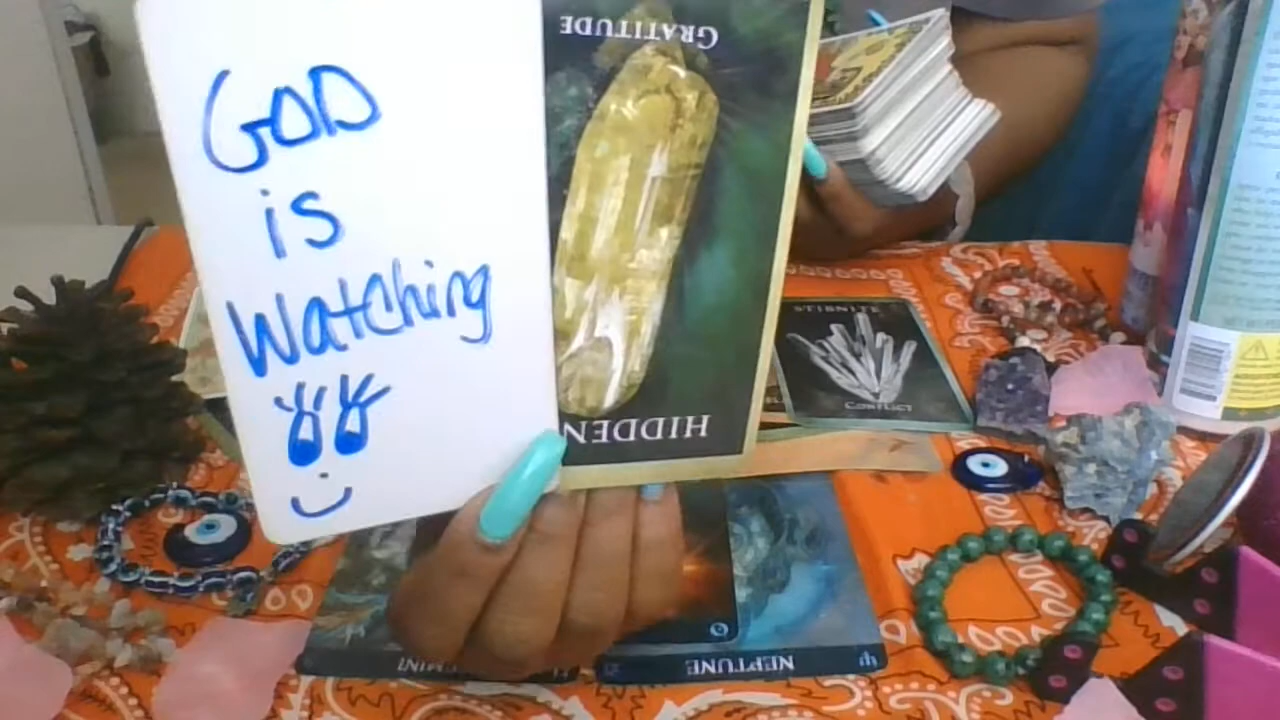 GOD
is
Watching
GRATITUDE
HIDDEN
STIBNITE
CONFLICT
NEPTUNE